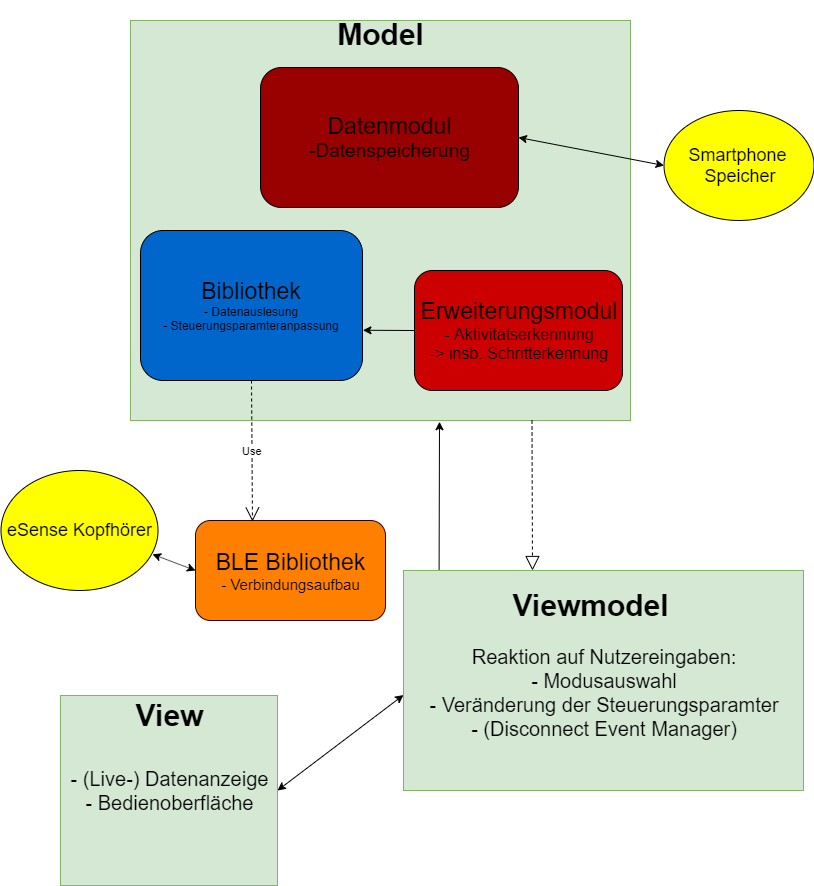 Model
Datenmodul
-Datenspeicherung
Smartphone
Speicher
Bibliothek
- Datenauslesung
- Steuerungsparamteranpassung
Erweiterungsmodul
- Aktivitätserkennung
-> insb. Schritterkennung
Use
eSense Kopfhörer
BLE Bibliothek
- Verbindungsaufbau
Viewmodel
Reaktion auf Nutzereingaben:
- Modusauswahl
- Veränderung der Steuerungsparamter
- (Disconnect Event Manager)
View
- (Live-) Datenanzeige
- Bedienoberfläche